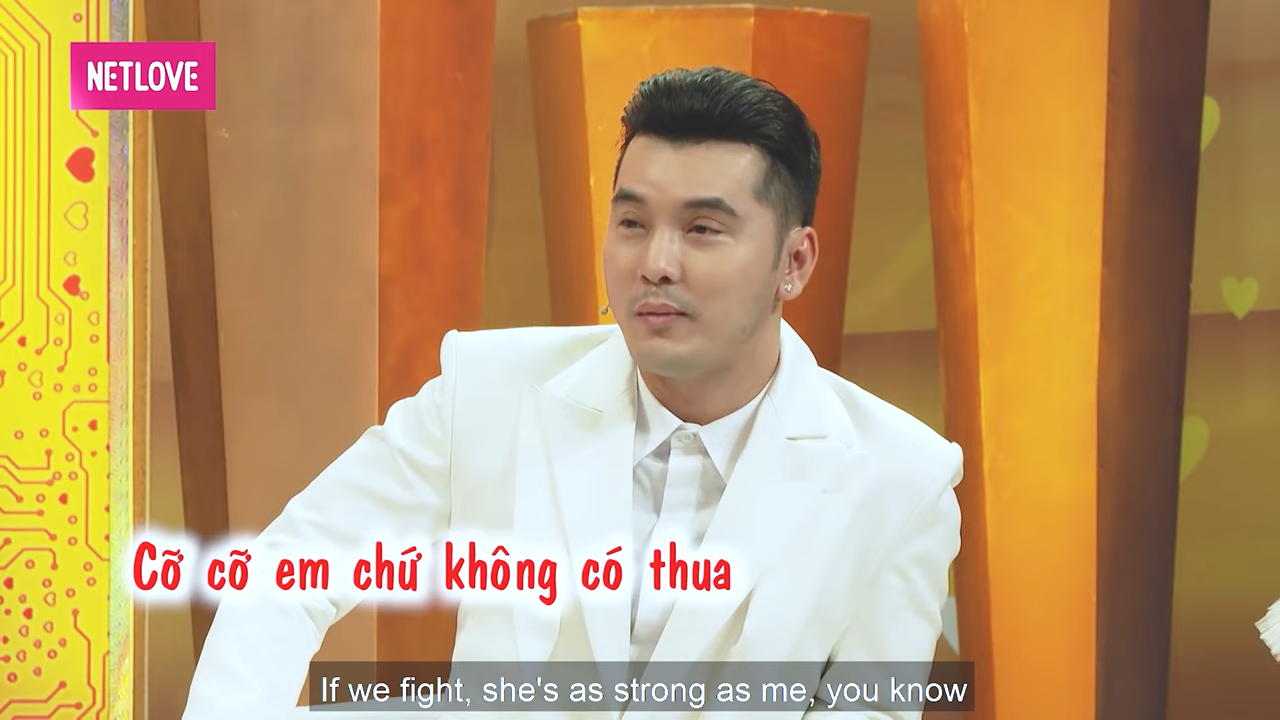 NETLOVE
Cỡ cỡ em chứ không có thua
If we fight, she's as strong as me, you know